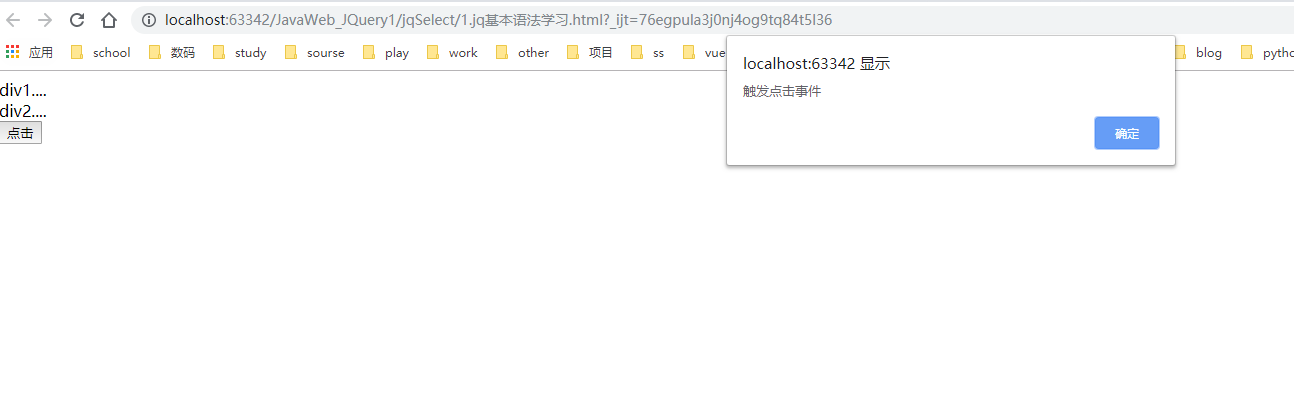 localhost:63342/JavaWeb_JQuery1/jqSelect/1.jq基本语法学习.html?_ijt=76egpula3j0nj4og9tq84t5l36
应用 school 数码 study sourse play work other 项目 ss vue blog pytho
localhost:63342 显示
触发点击事件
确定
div1....
div2....
点击